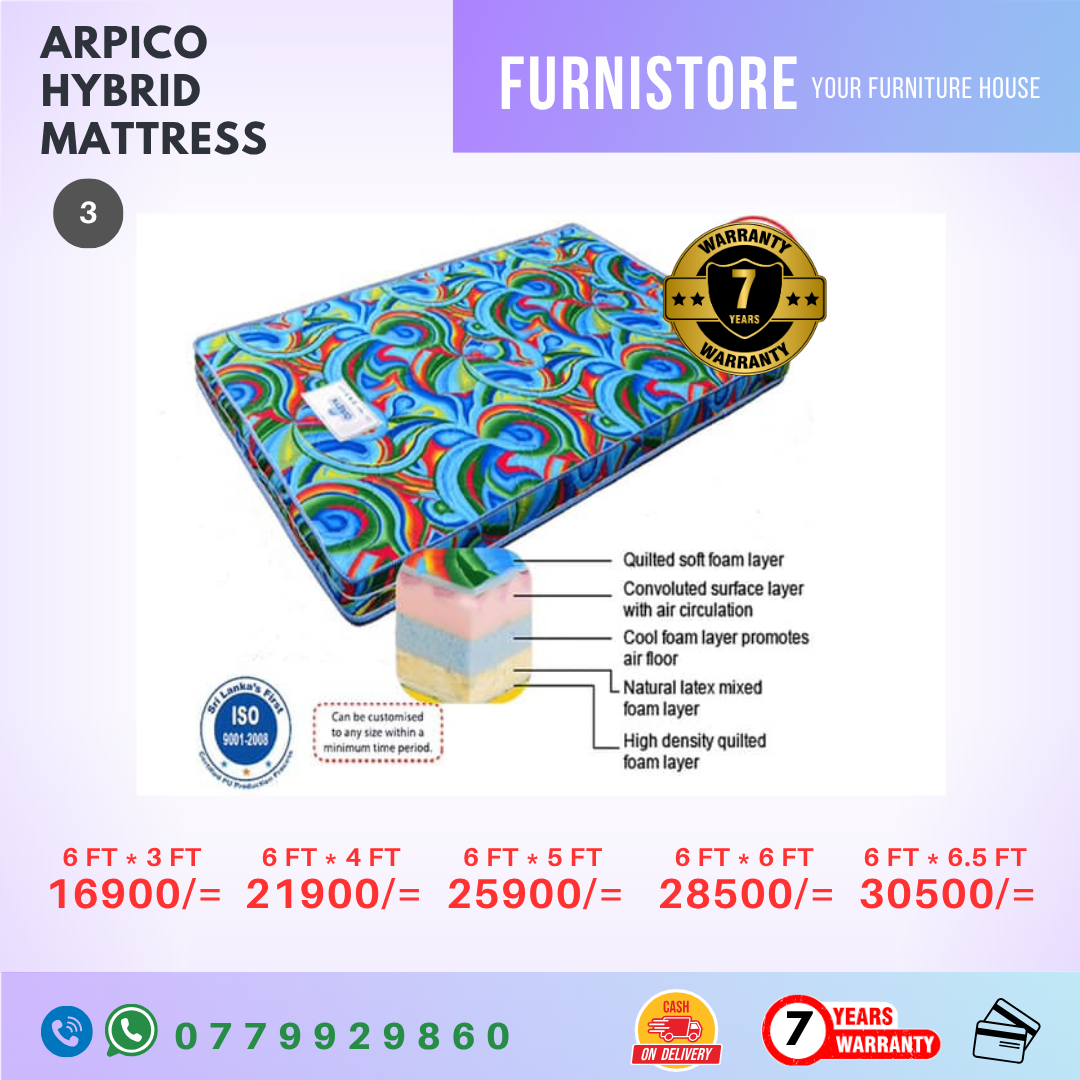 ARPICO
HYBRID
MATTRESS
FURNISTORE YOUR FURNITURE HOUSE
3
WARRANTY
7
YEARS
WARRANTY
Quilted soft foam layer
Convoluted surface layer
with air circulation
Cool foam layer promotes
air floor
Natural latex mixed
foam layer
High density quilted
foam layer
Sri Lanka's First
ISO
9001-2008
Certified PU Production Process
Can be customised
to any size within a
minimum time period.
6 FT * 3 FT
16900/=
6 FT * 4 FT
21900/=
6 FT * 5 FT
25900/=
6 FT * 6 FT
28500/=
6 FT * 6.5 FT
30500/=
0779929860
CASH
ON DELIVERY
7 YEARS
WARRANTY